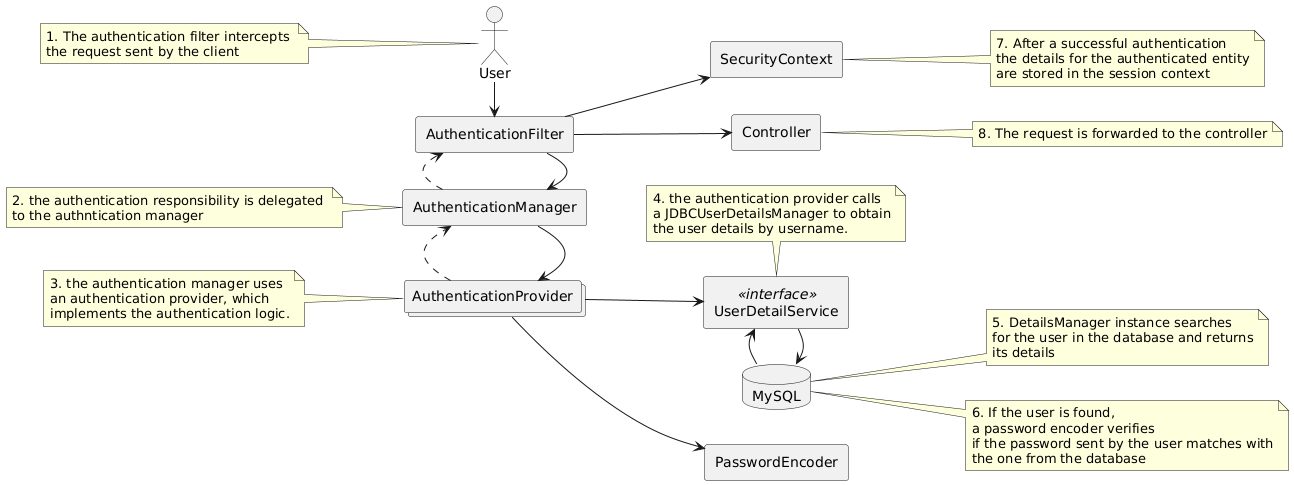 1. The authentication filter intercepts
the request sent by the client
User
SecurityContext
7. After a successful authentication
the details for the authenticated entity
are stored in the session context
AuthenticationFilter
Controller
8. The request is forwarded to the controller
2. the authentication responsibility is delegated
to the authntication manager
AuthenticationManager
4. the authentication provider calls
a JDBCUserDetailsManager to obtain
the user details by username.
3. the authentication manager uses
an authentication provider, which
implements the authentication logic.
AuthenticationProvider
«interface»
UserDetailService
5. DetailsManager instance searches
for the user in the database and returns
its details
MySQL
6. If the user is found,
a password encoder verifies
if the password sent by the user matches with
the one from the database
PasswordEncoder